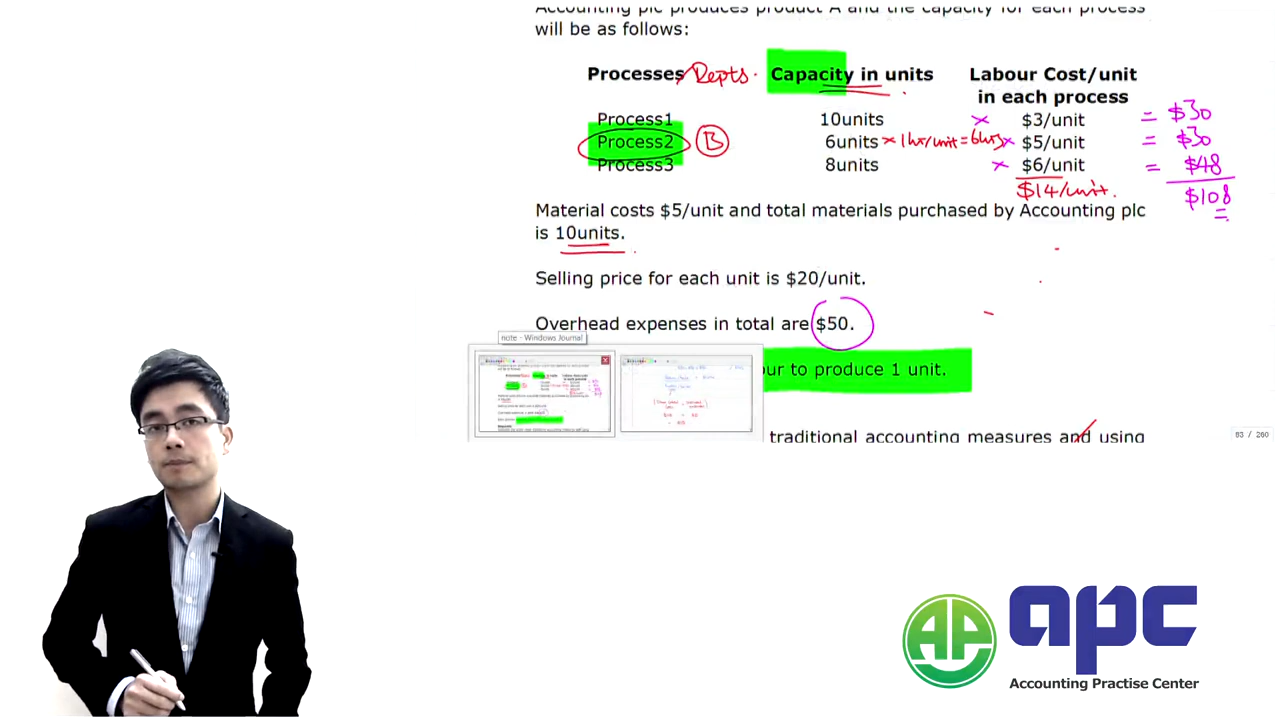 Accounting plc produces product A and the capacity for each process
will be as follows:
Processes / Depts. Capacity in units Labour Cost/unit
in each process
Process1 10units × $3/unit = $30
Process2 B 6units × 1hr/unit = 6hrs × $5/unit = $30
Process3 8units × $6/unit = $48
$14/unit. $108
Material costs $5/unit and total materials purchased by Accounting plc
is 10units.
Selling price for each unit is $20/unit.
Overhead expenses in total are $50.
note - Windows Journal
our to produce 1 unit.
traditional accounting measures and using
83 / 260
AP
apc
Accounting Practise Center